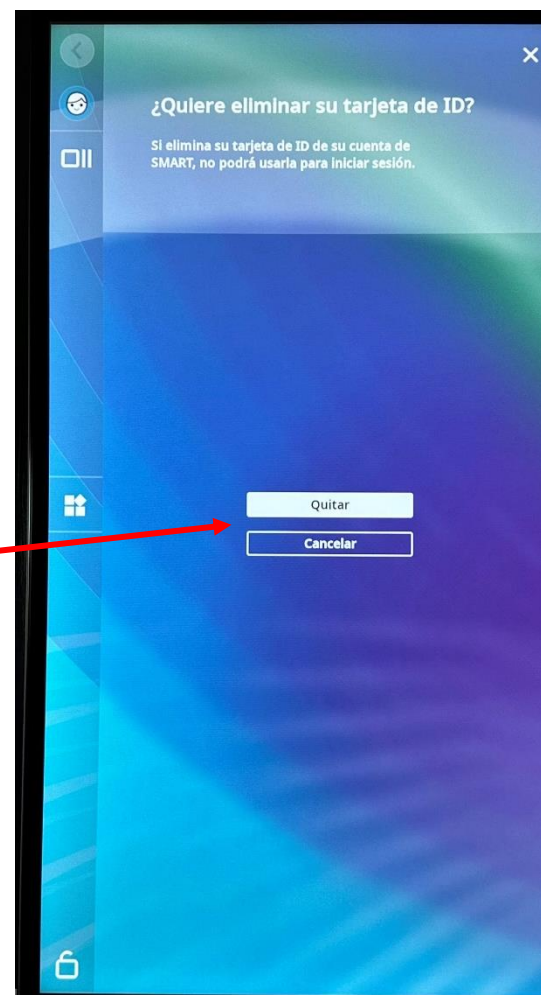 ¿Quiere eliminar su tarjeta de ID?
Si elimina su tarjeta de ID de su cuenta de
SMART, no podrá usarla para iniciar sesión.
Quitar
Cancelar